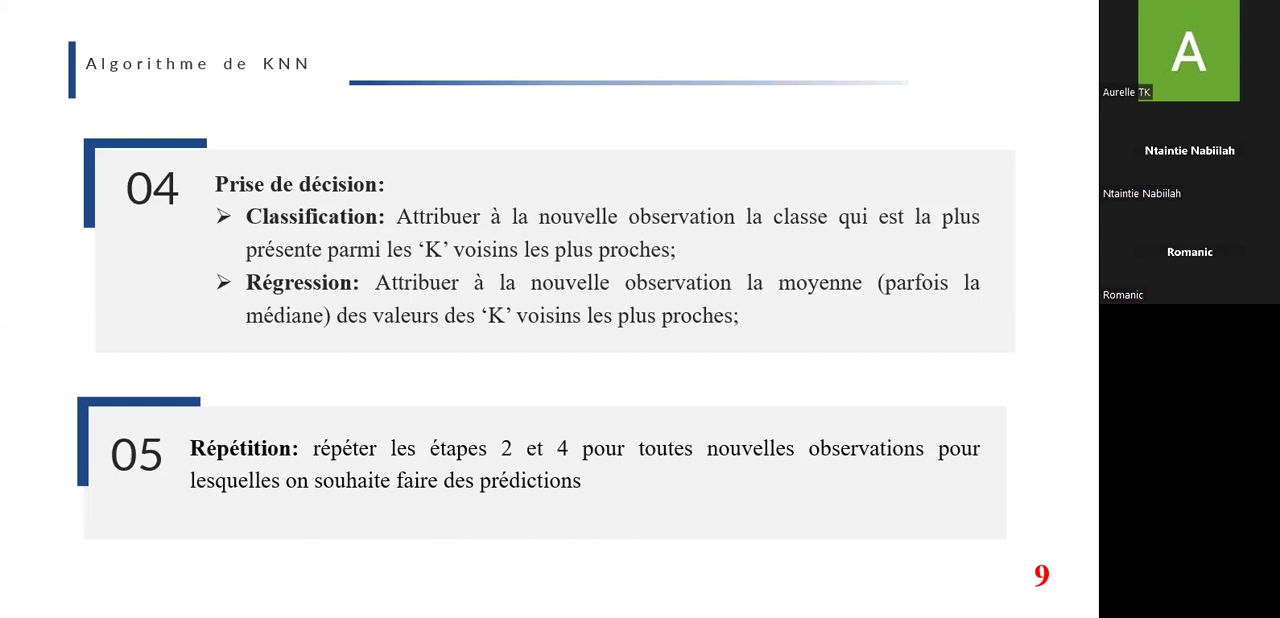 Algorithme de KNN
04
Prise de décision:
➢ Classification: Attribuer à la nouvelle observation la classe qui est la plus
présente parmi les ‘K’ voisins les plus proches;
➢ Régression: Attribuer à la nouvelle observation la moyenne (parfois la
médiane) des valeurs des ‘K’ voisins les plus proches;
05
Répétition: répéter les étapes 2 et 4 pour toutes nouvelles observations pour
lesquelles on souhaite faire des prédictions
9
A
Aurelle TK
Ntaintie Nabiilah
Ntaintie Nabiilah
Romanic
Romanic